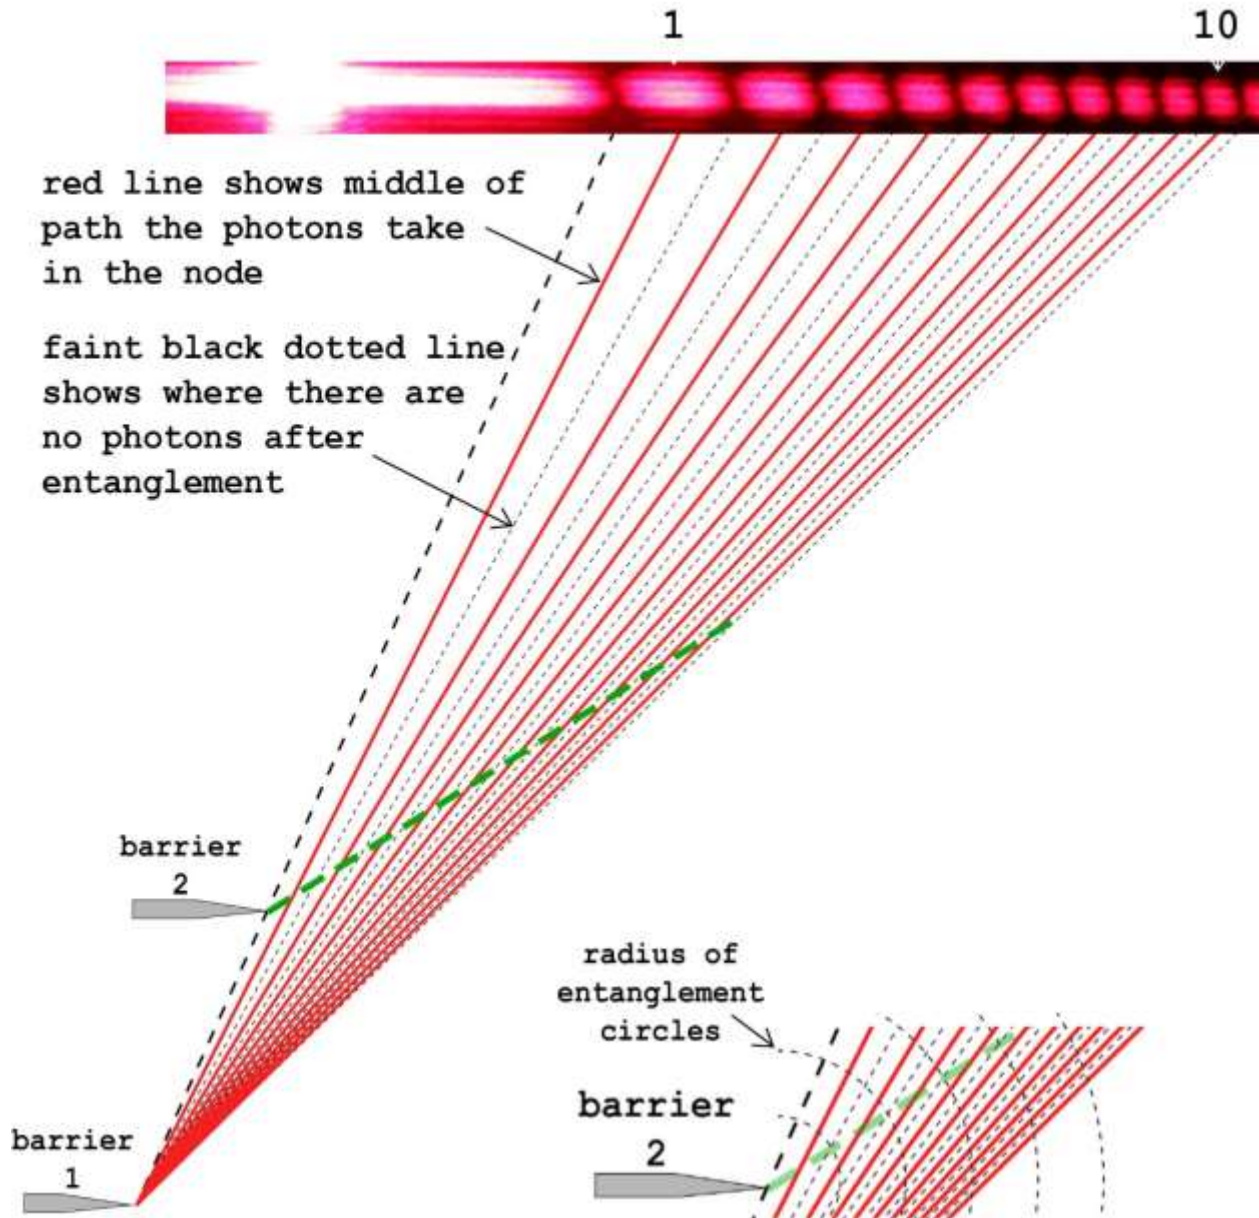 1
10
red line shows middle of
path the photons take
in the node
faint black dotted line
shows where there are
no photons after
entanglement
barrier
2
radius of
entanglement
circles
barrier
2
barrier
1